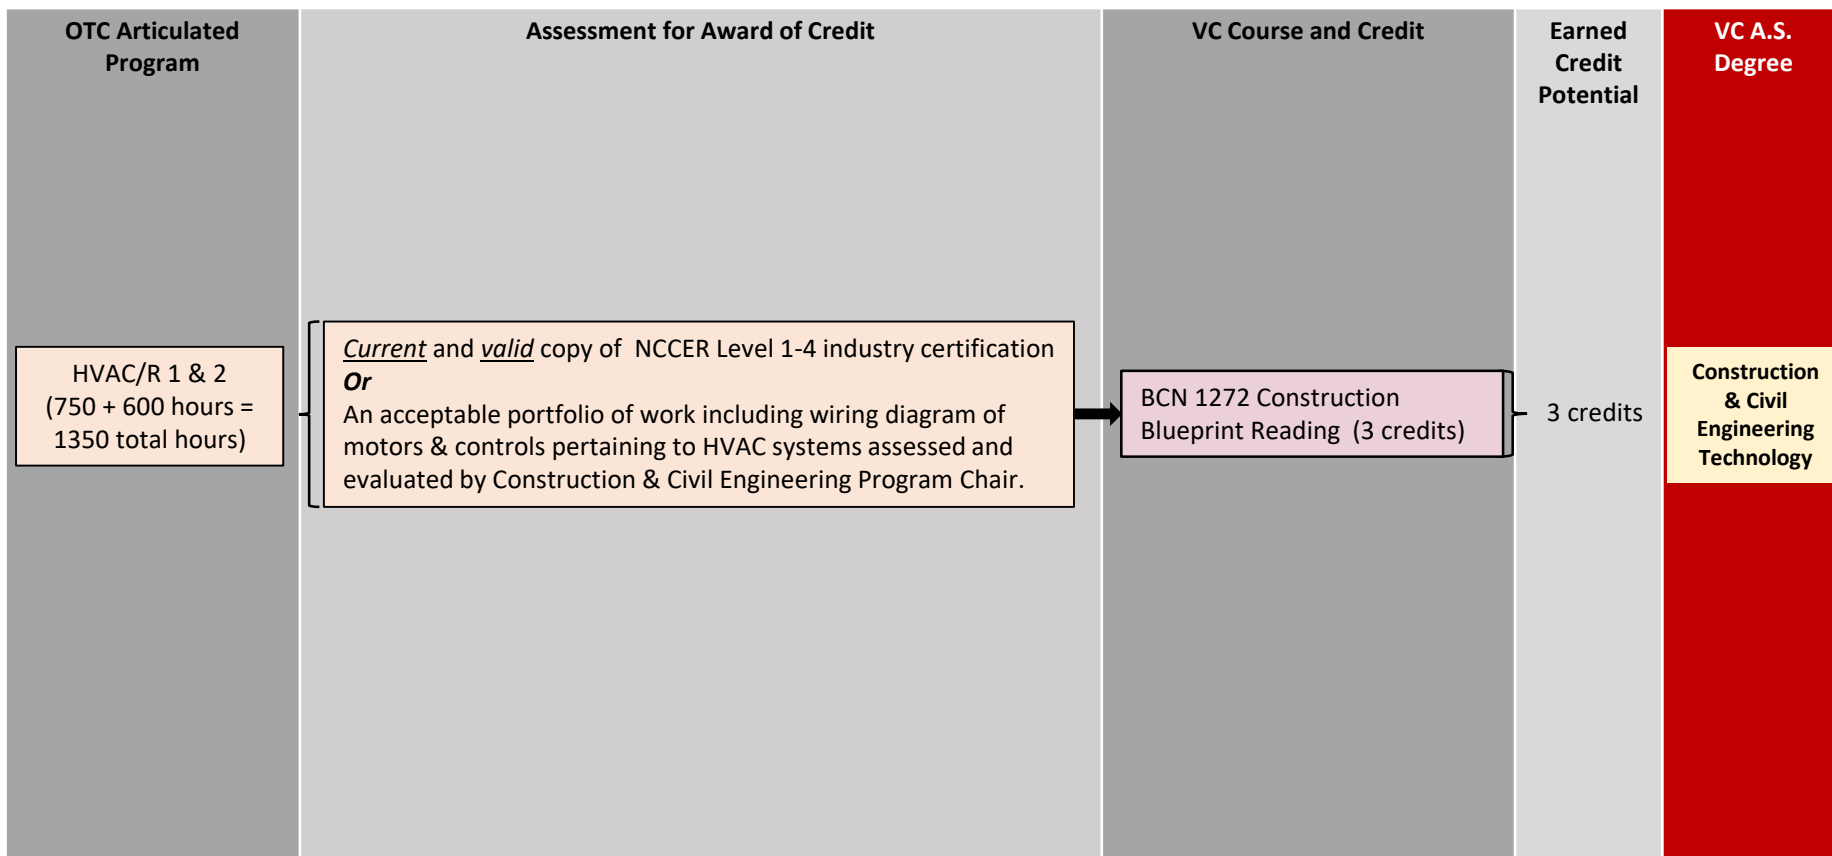 OTC Articulated
Program
Assessment for Award of Credit
VC Course and Credit
Earned
Credit
Potential
VC A.S.
Degree
HVAC/R 1 & 2
(750 + 600 hours =
1350 total hours)
Current and valid copy of NCCER Level 1-4 industry certification
Or
An acceptable portfolio of work including wiring diagram of
motors & controls pertaining to HVAC systems assessed and
evaluated by Construction & Civil Engineering Program Chair.
BCN 1272 Construction
Blueprint Reading (3 credits)
3 credits
Construction
& Civil
Engineering
Technology